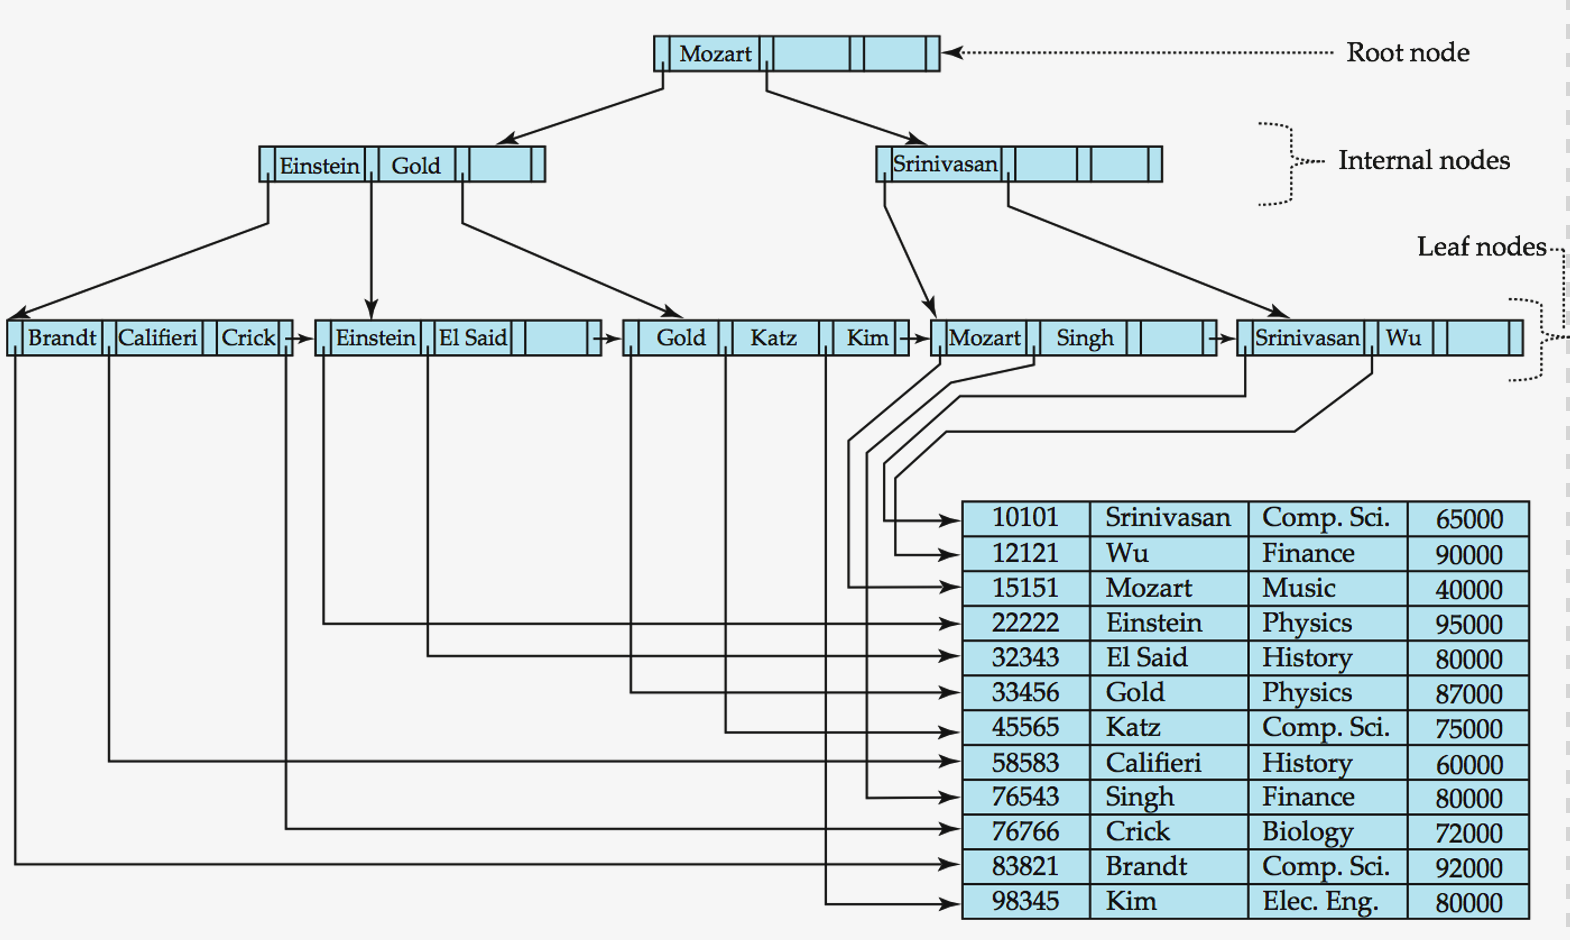 Mozart
Root node
Einstein Gold
Srinivasan
Internal nodes
Leaf nodes
Brandt Califieri Crick Einstein El Said Gold Katz Kim Mozart Singh Srinivasan Wu
10101 Srinivasan Comp. Sci. 65000
12121 Wu Finance 90000
15151 Mozart Music 40000
22222 Einstein Physics 95000
32343 El Said History 80000
33456 Gold Physics 87000
45565 Katz Comp. Sci. 75000
58583 Califieri History 60000
76543 Singh Finance 80000
76766 Crick Biology 72000
83821 Brandt Comp. Sci. 92000
98345 Kim Elec. Eng. 80000